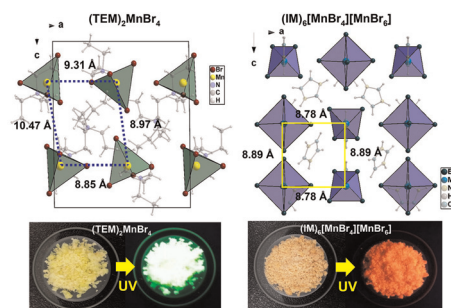 (TEM)2MnBr4
(IM)6[MnBr4][MnBr6]
a
c
9.31 Å
10.47 Å
8.97 Å
8.85 Å
Br
Mn
N
C
H
a
c
8.78 Å
8.89 Å
8.89 Å
8.78 Å
N
H
C
(TEM)2MnBr4
UV
(IM)6[MnBr4][MnBr6]
UV